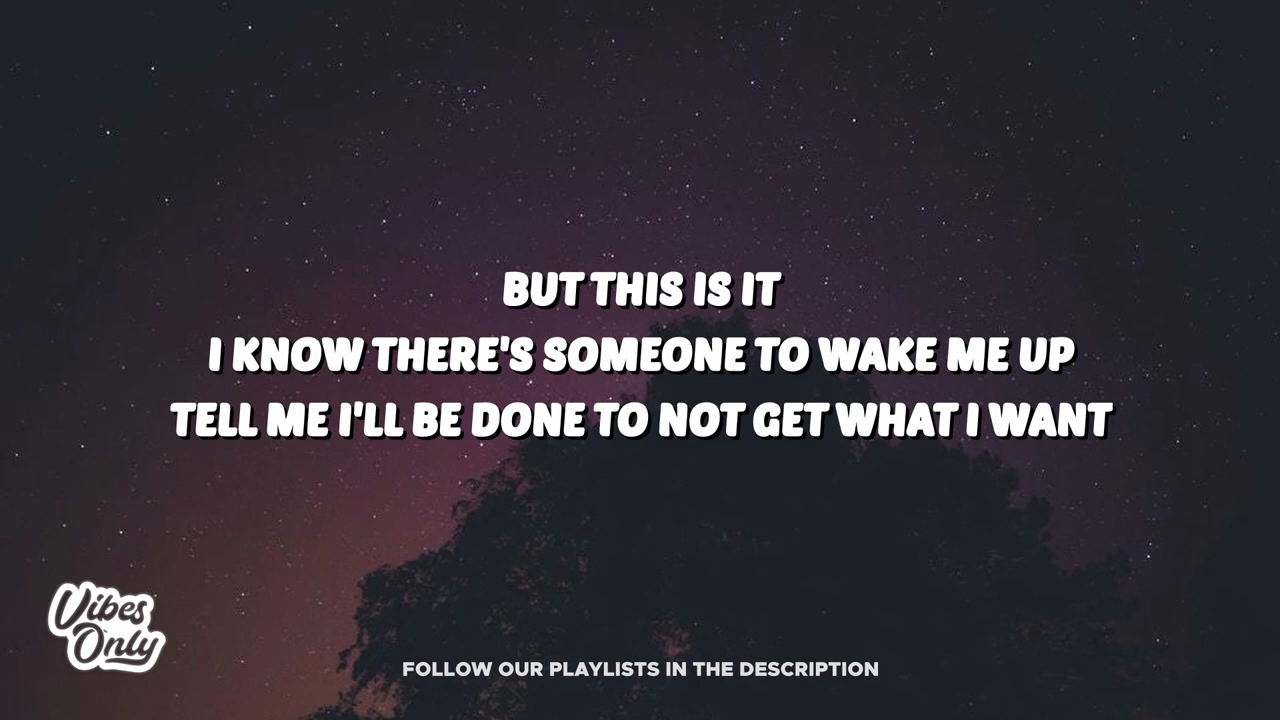 BUT THIS IS IT
I KNOW THERE'S SOMEONE TO WAKE ME UP
TELL ME I'LL BE DONE TO NOT GET WHAT I WANT
Vibes
Only
FOLLOW OUR PLAYLISTS IN THE DESCRIPTION